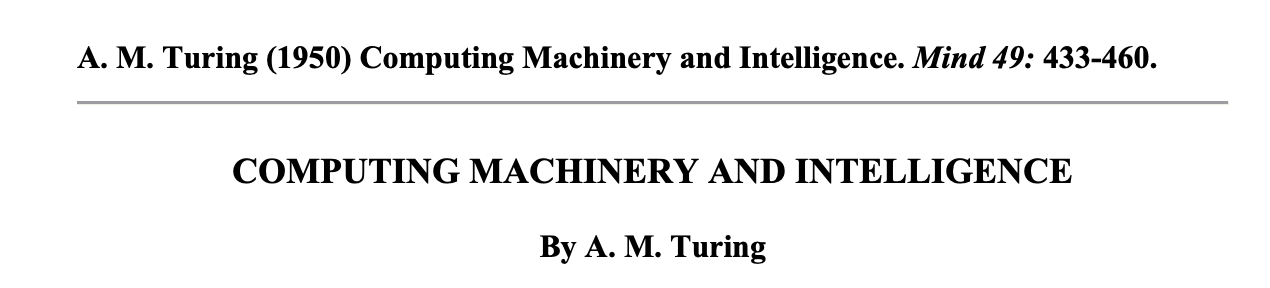 A. M. Turing (1950) Computing Machinery and Intelligence. Mind 49: 433-460.
COMPUTING MACHINERY AND INTELLIGENCE
By A. M. Turing